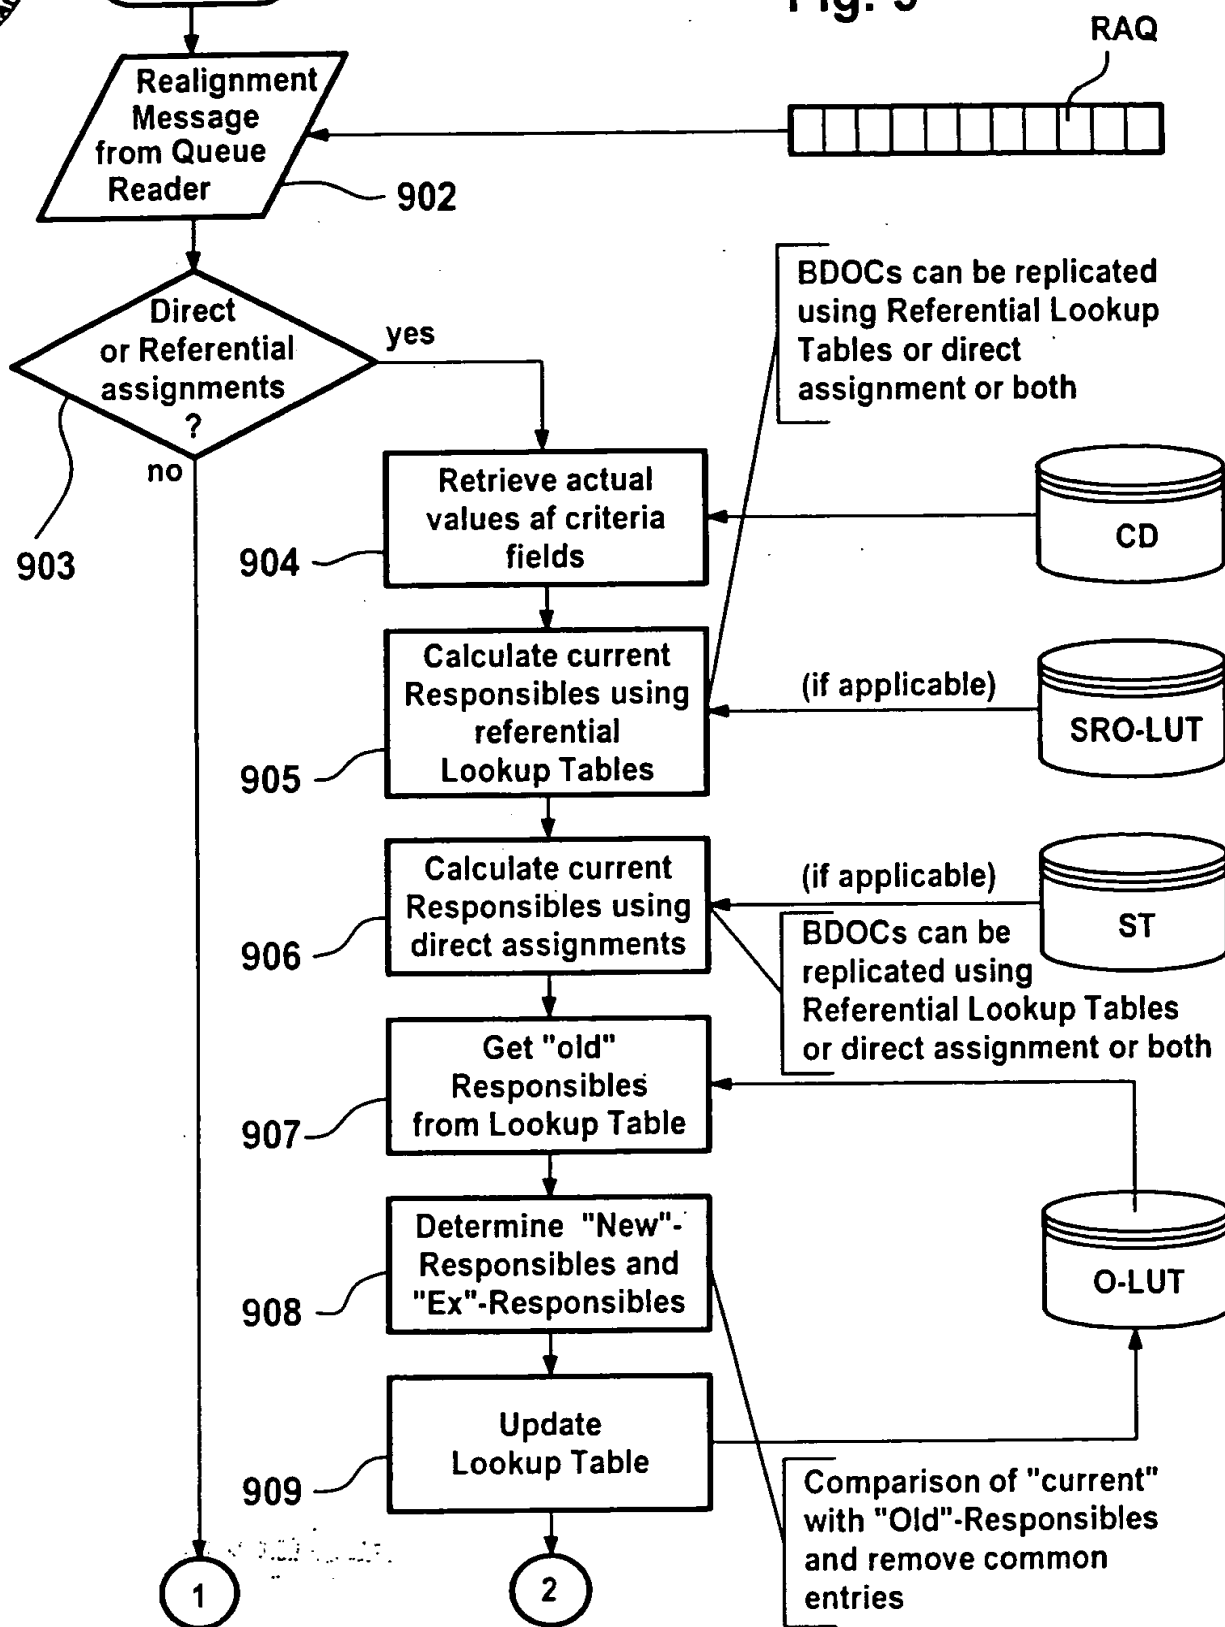 Fig. 9
RAQ
Realignment
Message
from Queue
Reader
902
Direct
or Referential
assignments
?
yes
no
903
BDOCs can be replicated
using Referential Lookup
Tables or direct
assignment or both
Retrieve actual
values af criteria
fields
904
CD
Calculate current
Responsibles using
referential
Lookup Tables
905
(if applicable)
SRO-LUT
Calculate current
Responsibles using
direct assignments
906
(if applicable)
ST
BDOCs can be
replicated using
Referential Lookup Tables
or direct assignment or both
Get "old"
Responsibles
from Lookup Table
907
Determine "New"-
Responsibles and
"Ex"-Responsibles
908
O-LUT
Update
Lookup Table
909
Comparison of "current"
with "Old"-Responsibles
and remove common
entries
1
2